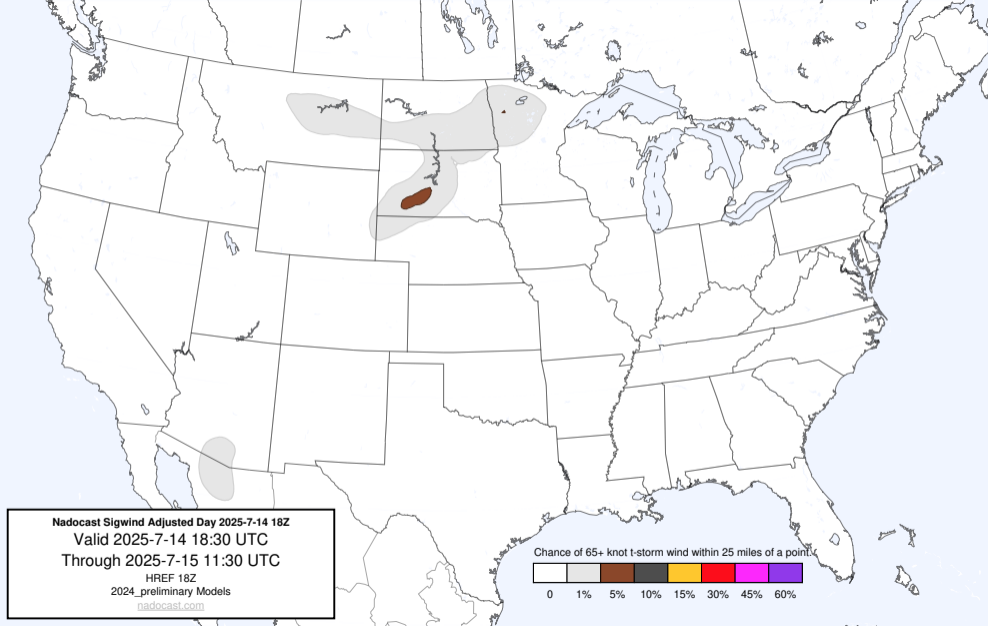 Nadocast Sigwind Adjusted Day 2025-7-14 18Z
Valid 2025-7-14 18:30 UTC
Through 2025-7-15 11:30 UTC
HREF 18Z
2024_preliminary Models
nadocast.com
Chance of 65+ knot t-storm wind within 25 miles of a point.
0 1% 5% 10% 15% 30% 45% 60%